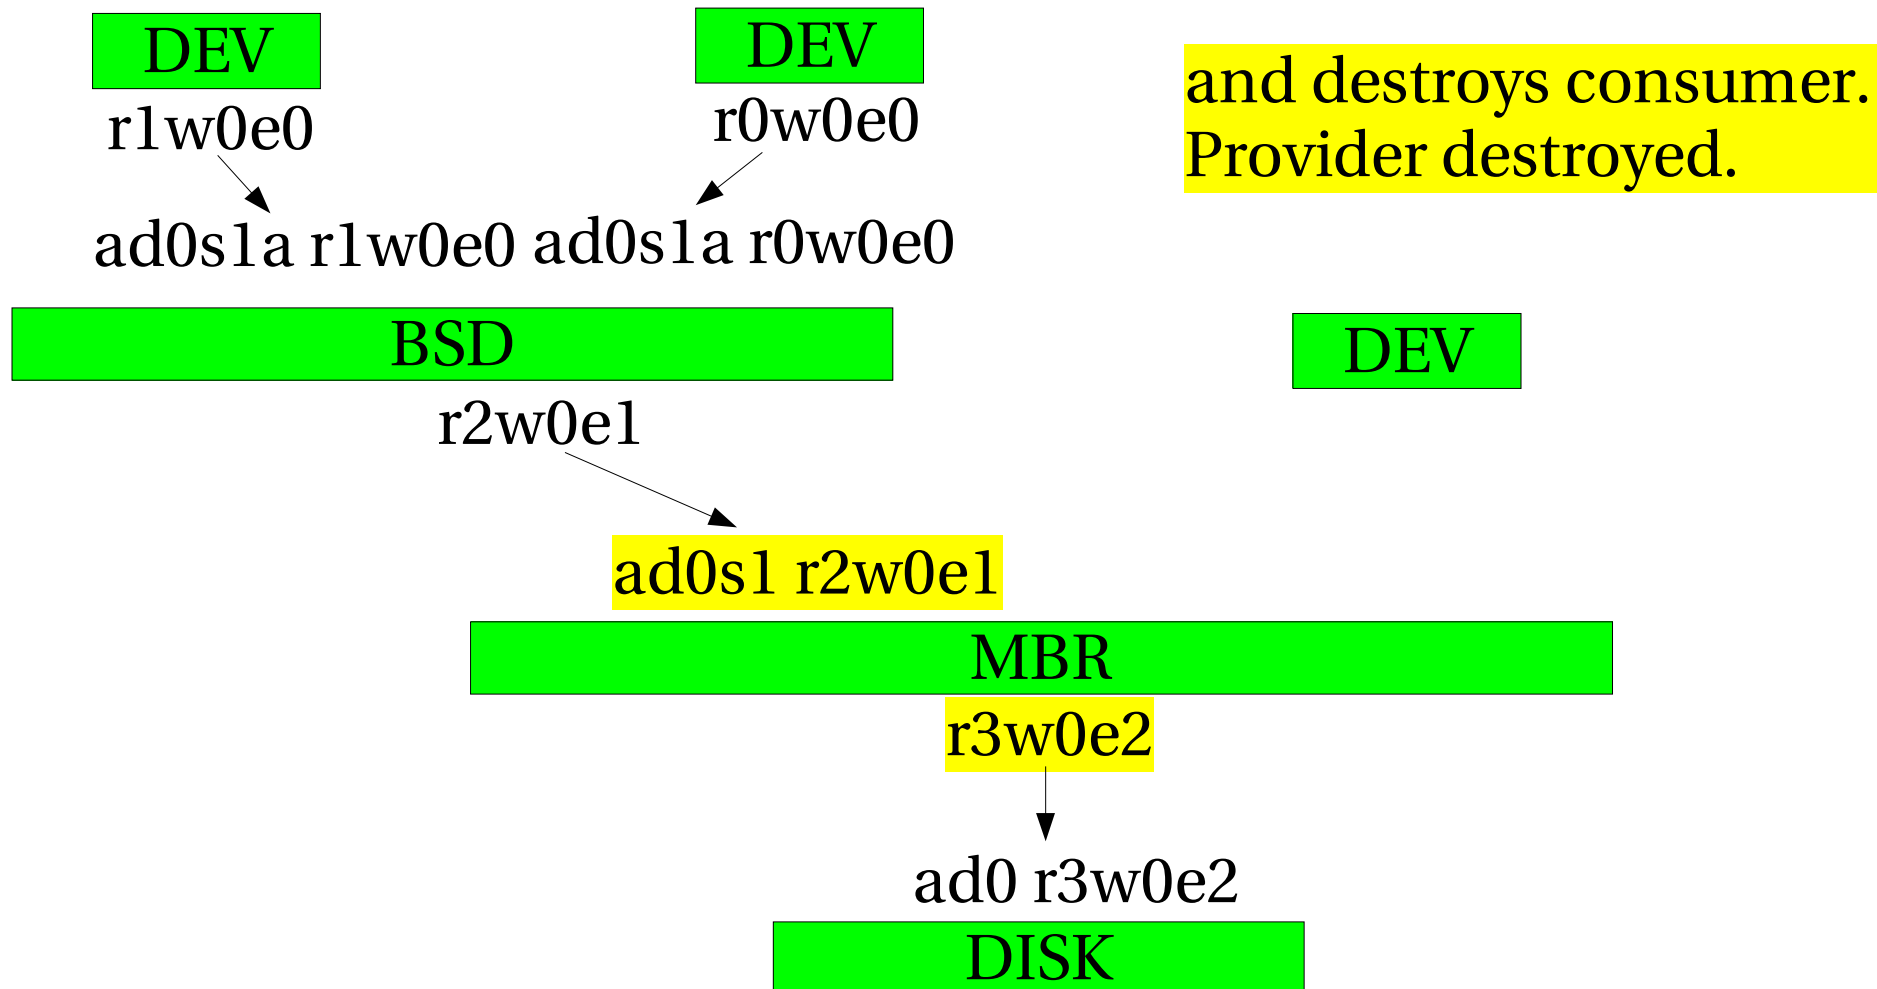 DEV
DEV
and destroys consumer.
Provider destroyed.
r1w0e0
r0w0e0
ad0s1a r1w0e0
ad0s1a r0w0e0
BSD
DEV
r2w0e1
ad0s1 r2w0e1
MBR
r3w0e2
ad0 r3w0e2
DISK